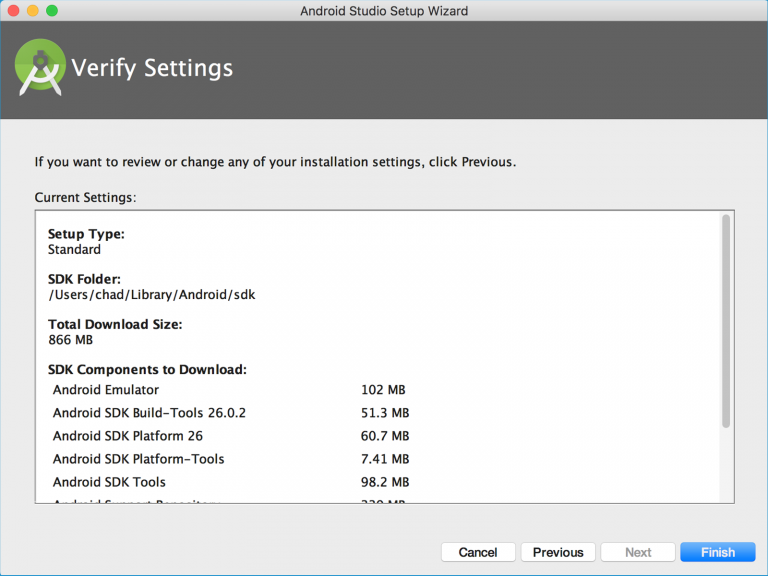 Android Studio Setup Wizard
Verify Settings
If you want to review or change any of your installation settings, click Previous.
Current Settings:
Setup Type:
Standard
SDK Folder:
/Users/chad/Library/Android/sdk
Total Download Size:
866 MB
SDK Components to Download:
Android Emulator 102 MB
Android SDK Build-Tools 26.0.2 51.3 MB
Android SDK Platform 26 60.7 MB
Android SDK Platform-Tools 7.41 MB
Android SDK Tools 98.2 MB
Android Support Repository
Cancel Previous Next Finish